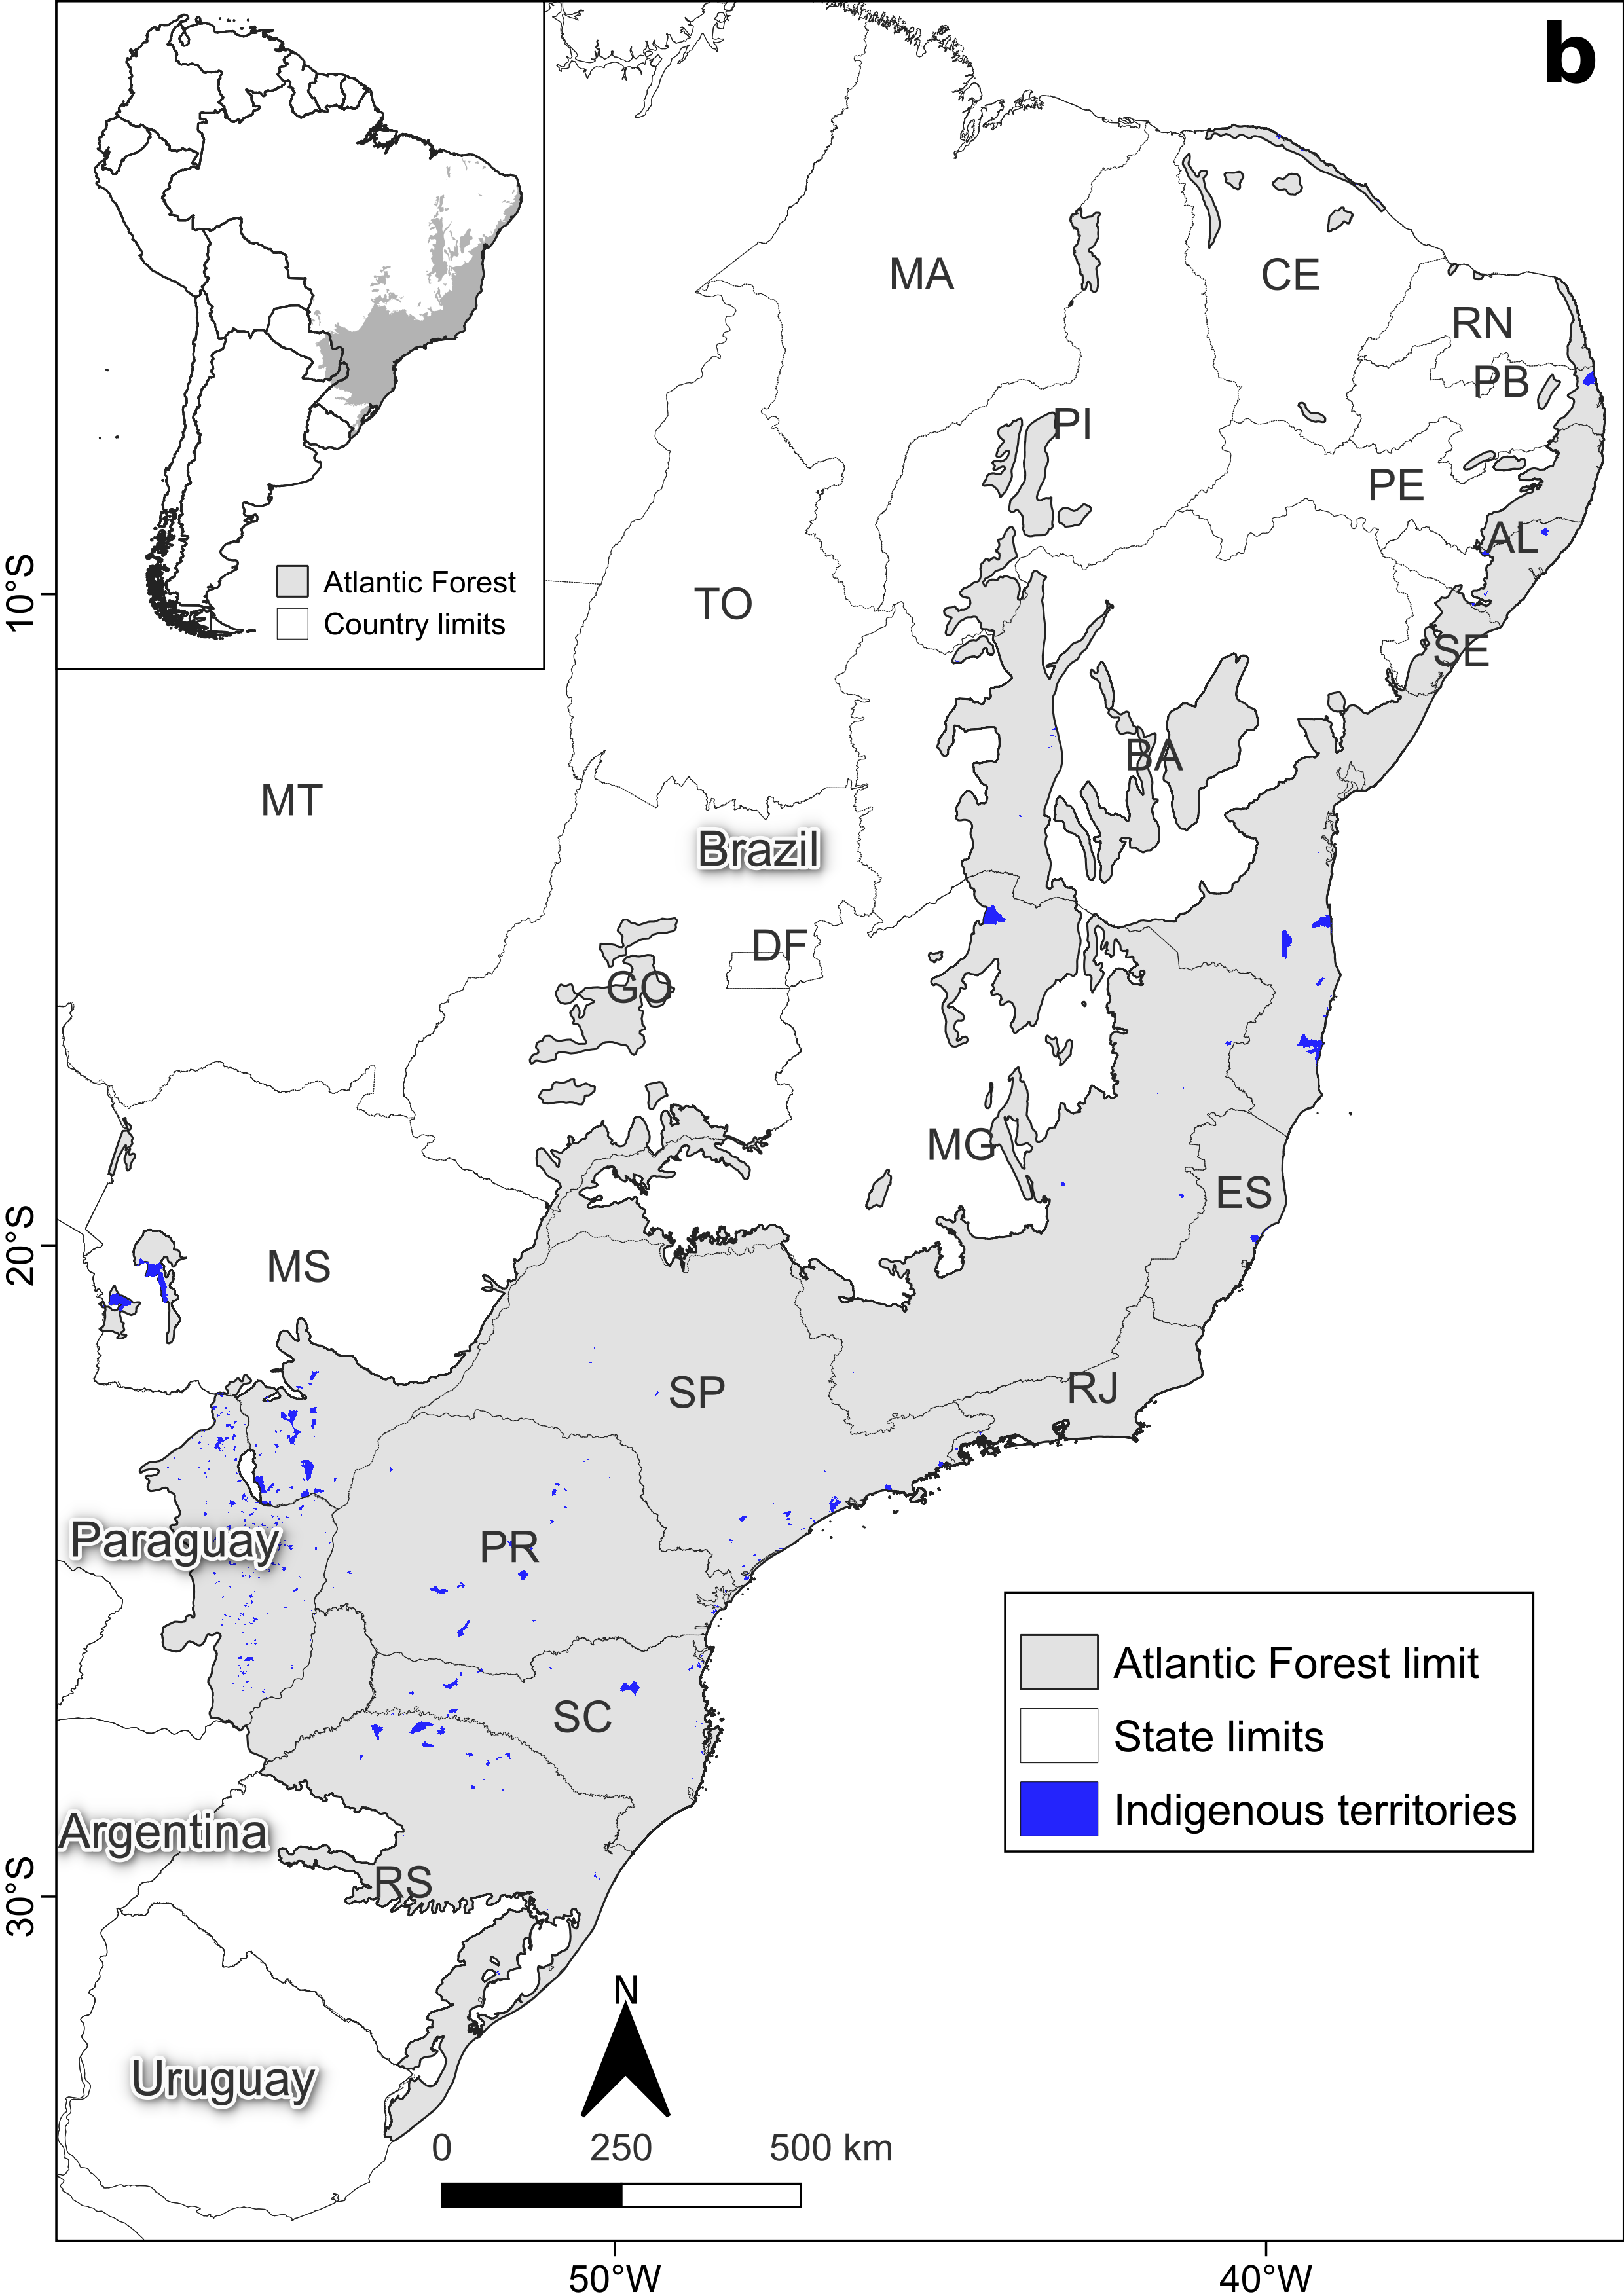 b
Atlantic Forest
Country limits
MA
CE
RN
PB
PI
PE
AL
10°S
TO
SE
BA
MT
Brazil
DF
GO
MG
ES
20°S
MS
SP
RJ
PR
Paraguay
Atlantic Forest limit
SC
State limits
Indigenous territories
Argentina
RS
30°S
N
Uruguay
0 250 500 km
50°W 40°W